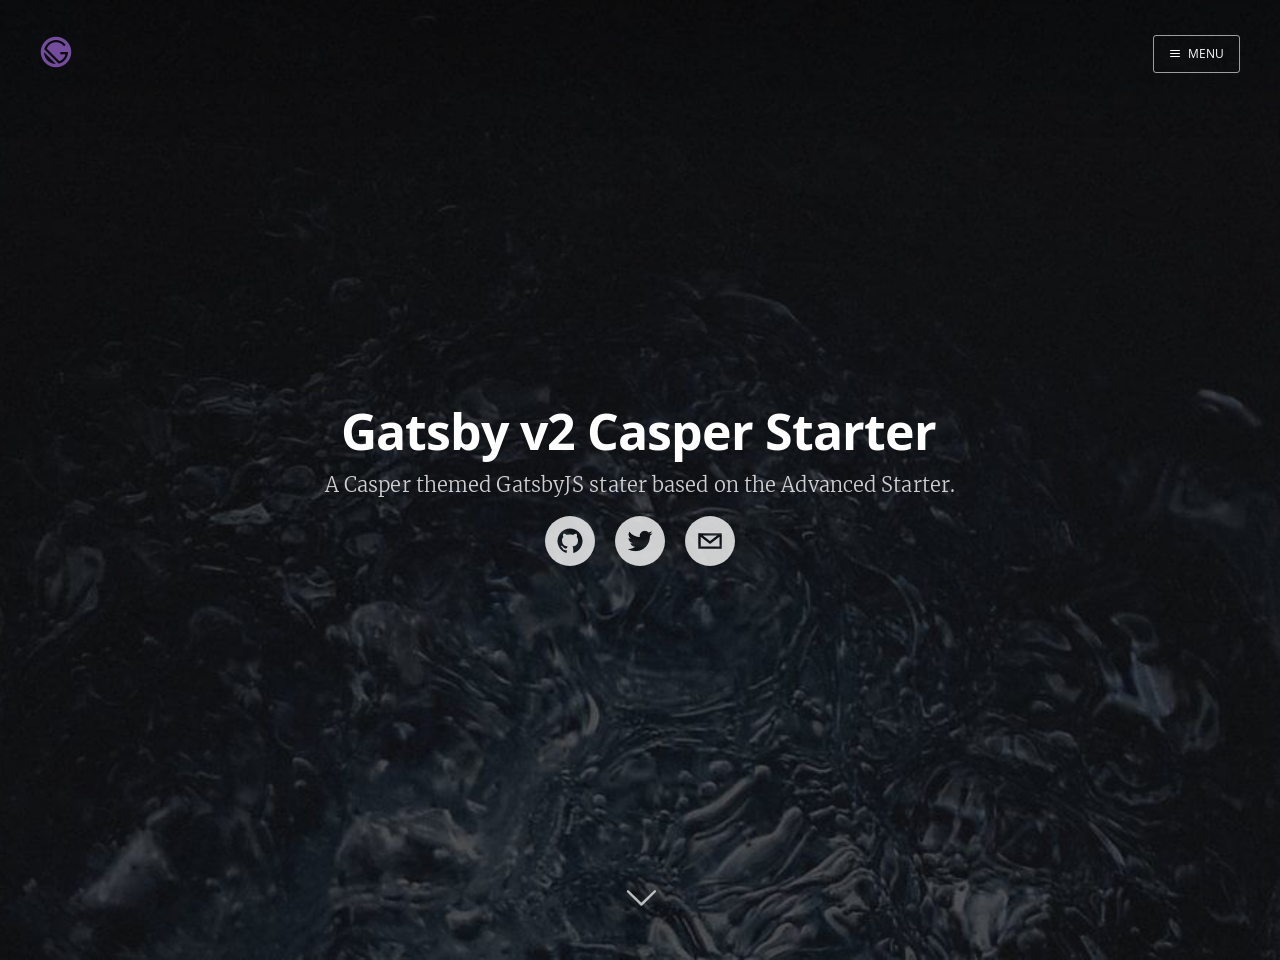 MENU
Gatsby v2 Casper Starter
A Casper themed GatsbyJS stater based on the Advanced Starter.